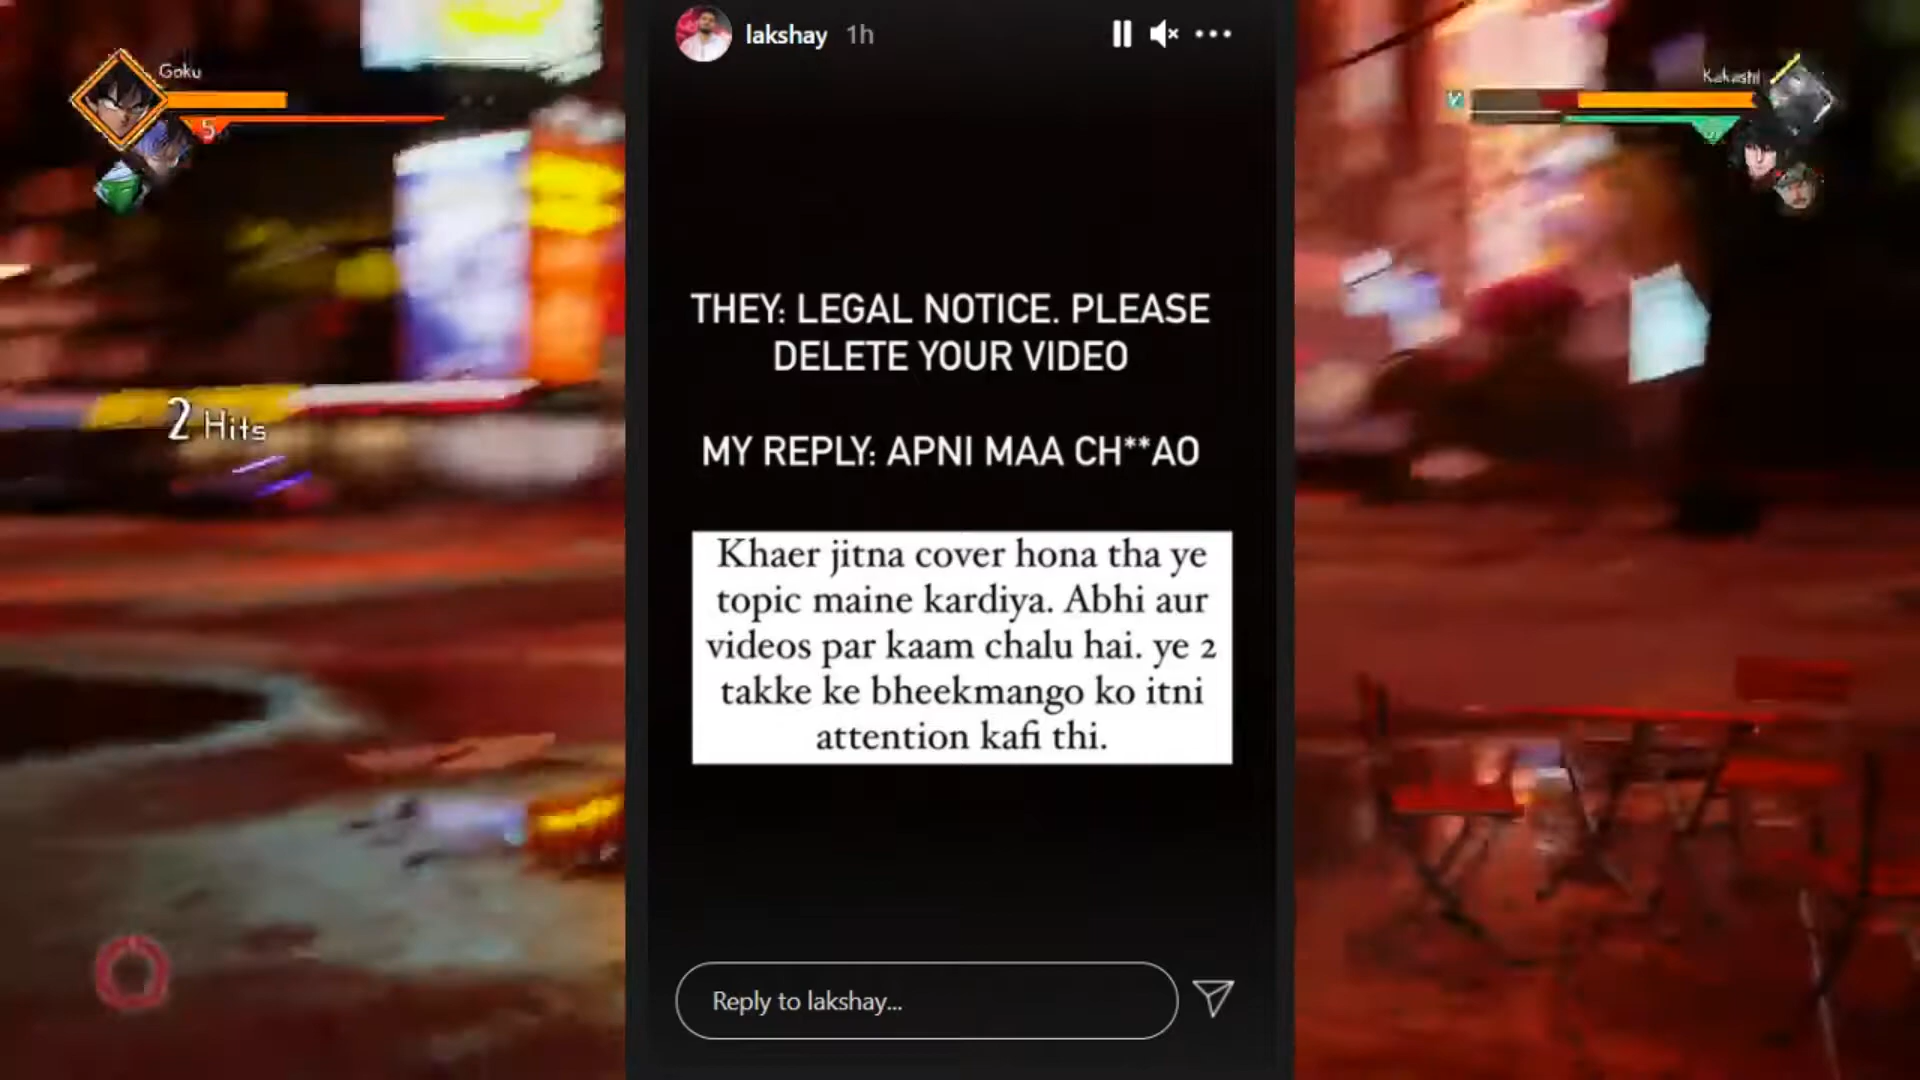 lakshay 1h
Goku
Kakashi
5
THEY: LEGAL NOTICE. PLEASE
DELETE YOUR VIDEO
2 Hits
MY REPLY: APNI MAA CH**AO
Khaer jitna cover hona tha ye
topic maine kardiya. Abhi aur
videos par kaam chalu hai. ye 2
takke ke bheekmango ko itni
attention kafi thi.
Reply to lakshay...